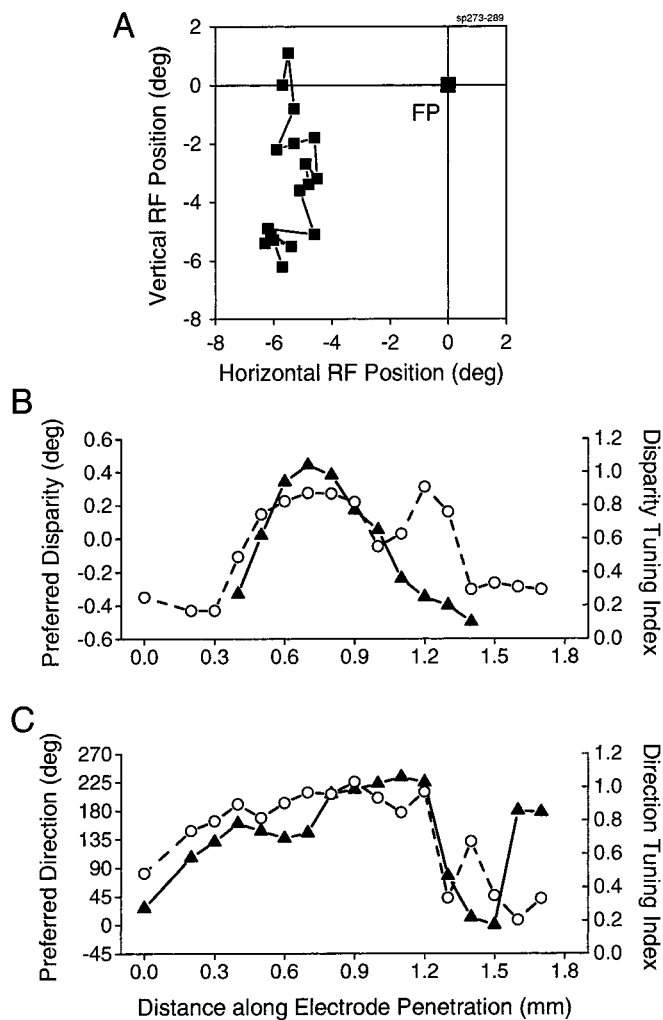 A
sp273-289
Vertical RF Position (deg)
2
0
-2
-4
-6
-8
FP
-8 -6 -4 -2 0 2
Horizontal RF Position (deg)
B
Preferred Disparity (deg)
0.6
0.4
0.2
0.0
-0.2
-0.4
-0.6
1.2
1.0
0.8
0.6
0.4
0.2
0.0
Disparity Tuning Index
0.0 0.3 0.6 0.9 1.2 1.5 1.8
C
Preferred Direction (deg)
270
225
180
135
90
45
0
-45
1.2
1.0
0.8
0.6
0.4
0.2
0.0
Direction Tuning Index
0.0 0.3 0.6 0.9 1.2 1.5 1.8
Distance along Electrode Penetration (mm)